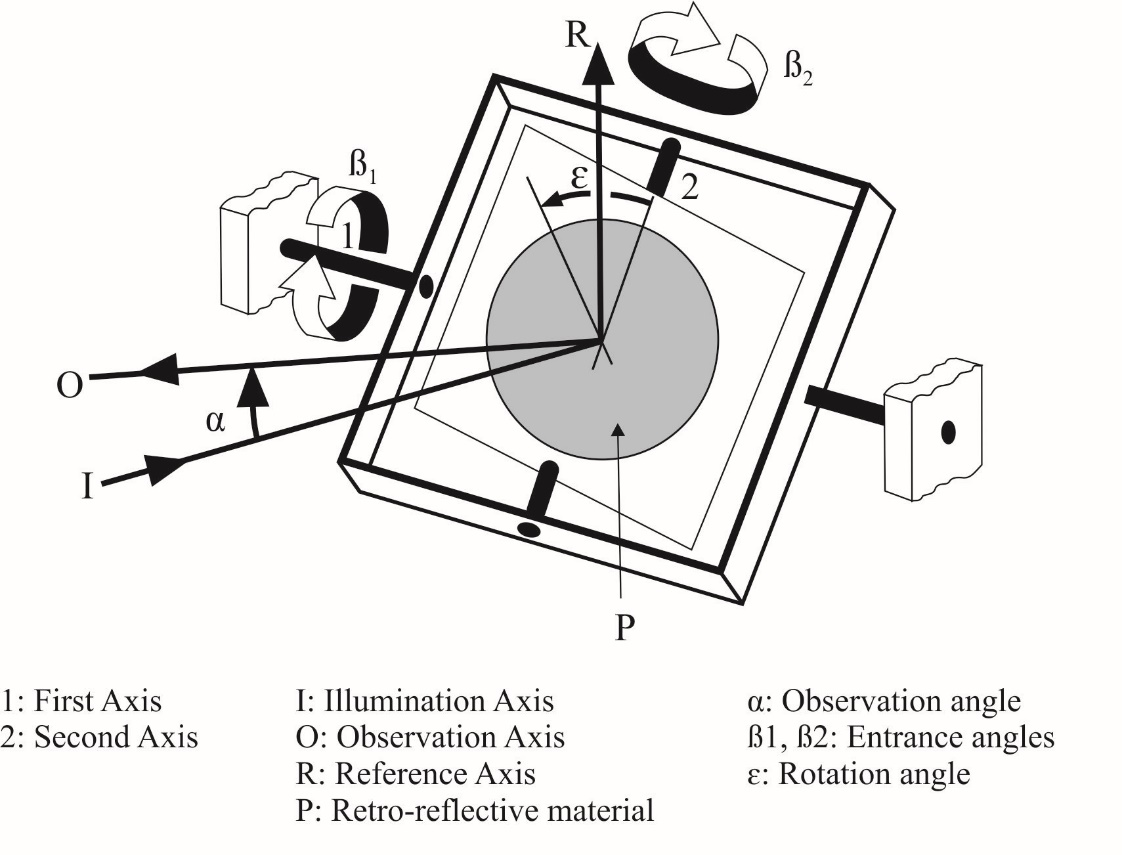 R
ß2
ß1
ε
2
1
O
α
I
P
1: First Axis
2: Second Axis
I: Illumination Axis
O: Observation Axis
R: Reference Axis
P: Retro-reflective material
α: Observation angle
ß1, ß2: Entrance angles
ε: Rotation angle